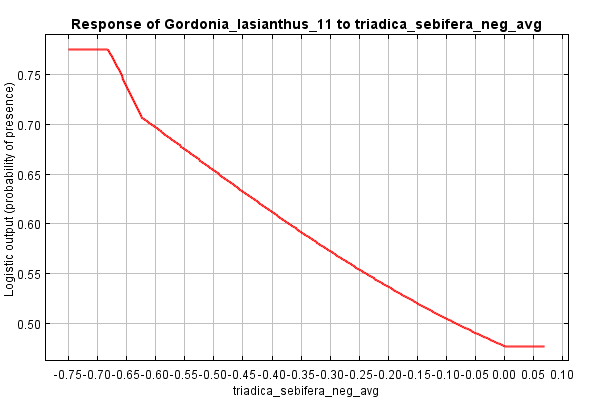 Response of Gordonia_lasianthus_11 to triadica_sebifera_neg_avg
Logistic output (probability of presence)
0.75
0.70
0.65
0.60
0.55
0.50
-0.75 -0.70 -0.65 -0.60 -0.55 -0.50 -0.45 -0.40 -0.35 -0.30 -0.25 -0.20 -0.15 -0.10 -0.05 0.00 0.05 0.10
triadica_sebifera_neg_avg